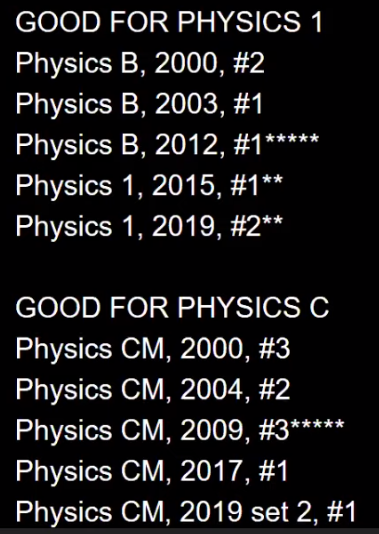 GOOD FOR PHYSICS 1
Physics B, 2000, #2
Physics B, 2003, #1
Physics B, 2012, #1*****
Physics 1, 2015, #1**
Physics 1, 2019, #2**
GOOD FOR PHYSICS C
Physics CM, 2000, #3
Physics CM, 2004, #2
Physics CM, 2009, #3*****
Physics CM, 2017, #1
Physics CM, 2019 set 2, #1